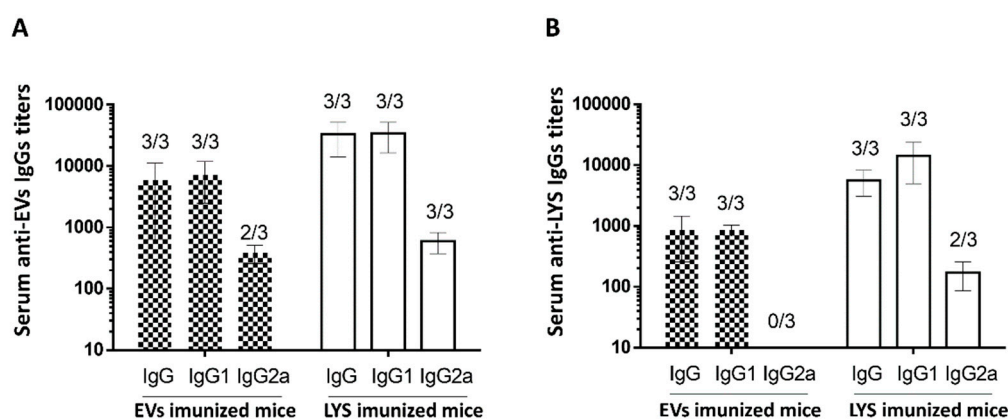 A
Serum anti-EVs IgGs titers
100000
10000
1000
100
10
3/3 3/3 2/3 3/3 3/3 3/3
IgG IgG1 IgG2a IgG IgG1 IgG2a
EVs imunized mice LYS imunized mice
B
Serum anti-LYS IgGs titers
100000
10000
1000
100
10
3/3 3/3 0/3 3/3 3/3 2/3
IgG IgG1 IgG2a IgG IgG1 IgG2a
EVs imunized mice LYS imunized mice